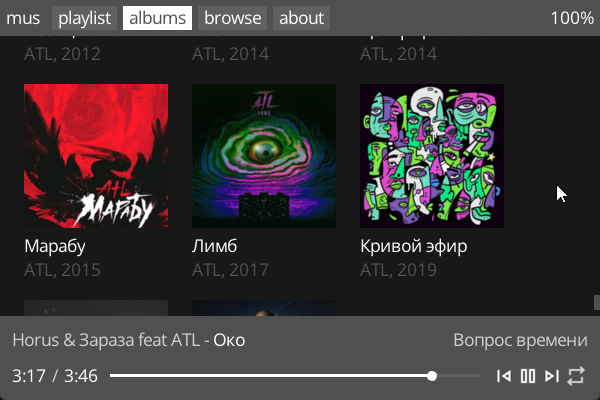 mus playlist albums browse about 100%
ATL, 2012 ATL, 2014 ATL, 2014
ATL
МАРАБУ
ATL
Марабу Лимб Кривой эфир
ATL, 2015 ATL, 2017 ATL, 2019
Horus & Зараза feat ATL - Око Вопрос времени
3:17 / 3:46